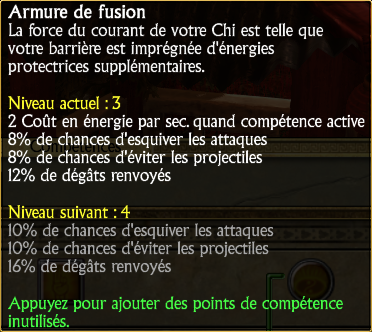 Armure de fusion
La force du courant de votre Chi est telle que
votre barrière est imprégnée d'énergies
protectrices supplémentaires.
Niveau actuel : 3
2 Coût en énergie par sec. quand compétence active
8% de chances d'esquiver les attaques
8% de chances d'éviter les projectiles
12% de dégâts renvoyés
Niveau suivant : 4
10% de chances d'esquiver les attaques
10% de chances d'éviter les projectiles
16% de dégâts renvoyés
Appuyez pour ajouter des points de compétence
inutilisés.